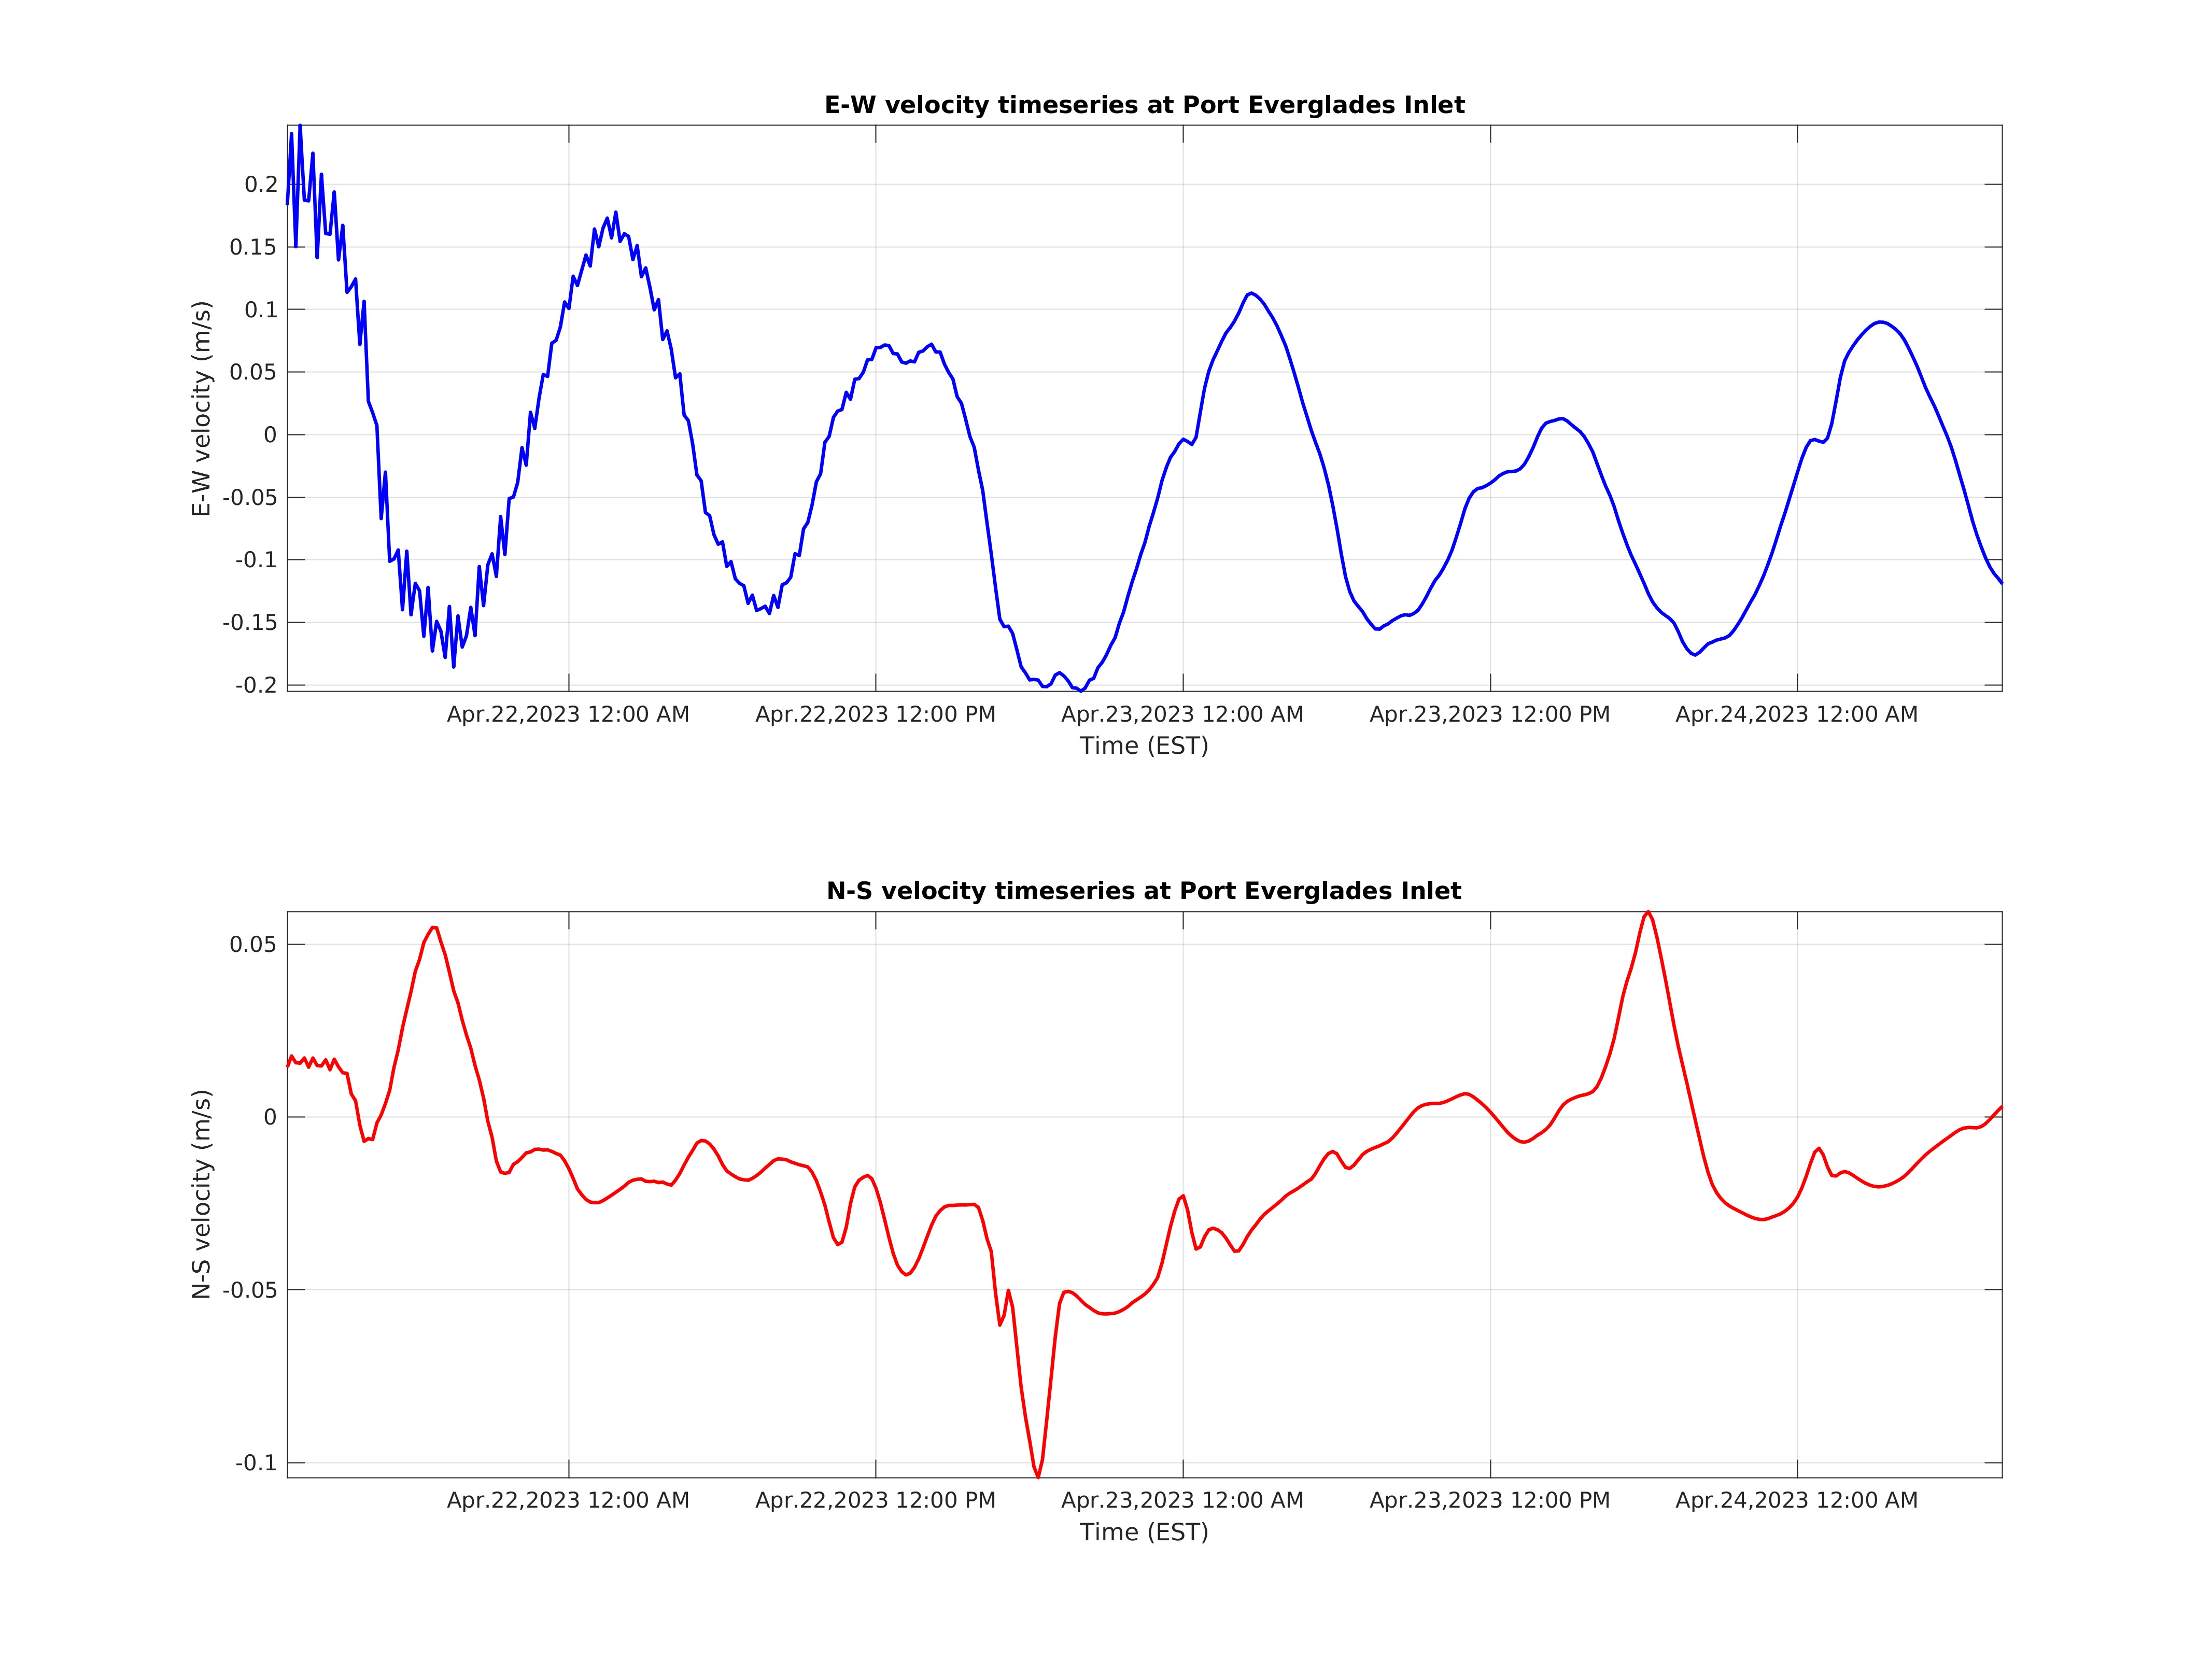 E-W velocity timeseries at Port Everglades Inlet
E-W velocity (m/s)
0.2
0.15
0.1
0.05
0
-0.05
-0.1
-0.15
-0.2
Apr.22,2023 12:00 AM
Apr.22,2023 12:00 PM
Apr.23,2023 12:00 AM
Apr.23,2023 12:00 PM
Apr.24,2023 12:00 AM
Time (EST)
N-S velocity timeseries at Port Everglades Inlet
N-S velocity (m/s)
0.05
0
-0.05
-0.1
Apr.22,2023 12:00 AM
Apr.22,2023 12:00 PM
Apr.23,2023 12:00 AM
Apr.23,2023 12:00 PM
Apr.24,2023 12:00 AM
Time (EST)